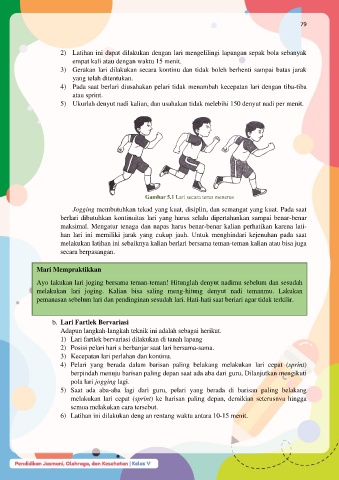 79
2) Latihan ini dapat dilakukan dengan lari mengelilingi lapangan sepak bola sebanyak
empat kali atau dengan waktu 15 menit.
3) Gerakan lari dilakukan secara kontinu dan tidak boleh berhenti sampai batas jarak
yang telah ditentukan.
4) Pada saat berlari diusahakan pelari tidak menambah kecepatan lari dengan tiba-tiba
atau sprint.
5) Ukurlah denyut nadi kalian, dan usahakan tidak melebihi 150 denyut nadi per menit.
Gambar 5.1 Lari secara terus menerus
Jogging membutuhkan tekad yang kuat, disiplin, dan semangat yang kuat. Pada saat
berlari dibutuhkan kontinuitas lari yang harus selalu dipertahankan sampai benar-benar
maksimal. Mengatur tenaga dan napas harus benar-benar kalian perhatikan karena lati-
han lari ini memiliki jarak yang cukup jauh. Untuk menghindari kejenuhan pada saat
melakukan latihan ini sebaiknya kalian berlari bersama teman-teman kalian atau bisa juga
secara berpasangan.
Mari Mempraktikkan
Ayo lakukan lari joging bersama teman-teman! Hitunglah denyut nadimu sebelum dan sesudah
melakukan lari joging. Kalian bisa saling meng-hitung denyut nadi temanmu. Lakukan
pemanasan sebelum lari dan pendinginan sesudah lari. Hati-hati saat berlari agar tidak terkilir.
b. Lari Fartlek Bervariasi
Adapun langkah-langkah teknik ini adalah sebagai berikut.
1) Lari fartlek bervariasi dilakukan di tanah lapang
2) Posisi pelari hari s berbanjar saat lari bersama-sama.
3) Kecepatan lari perlahan dan kontinu.
4) Pelari yang berada dalam barisan paling belakang melakukan lari cepat (sprint)
berpindah menuju barisan paling depan saat ada aba dari guru. Dilanjutkan mengikuti
pola lari jogging lagi.
5) Saat ada aba-aba lagi dari guru, pelari yang berada di barisan paling belakang
melakukan lari cepat (sprint) ke barisan paling depan, demikian seterusnya hingga
semua melakukan cara tersebut.
6) Latihan ini dilakukan deng an rentang waktu antara 10-15 menit.
Pendidikan Jasmani, Olahraga, dan Kesehatan | Kelas V